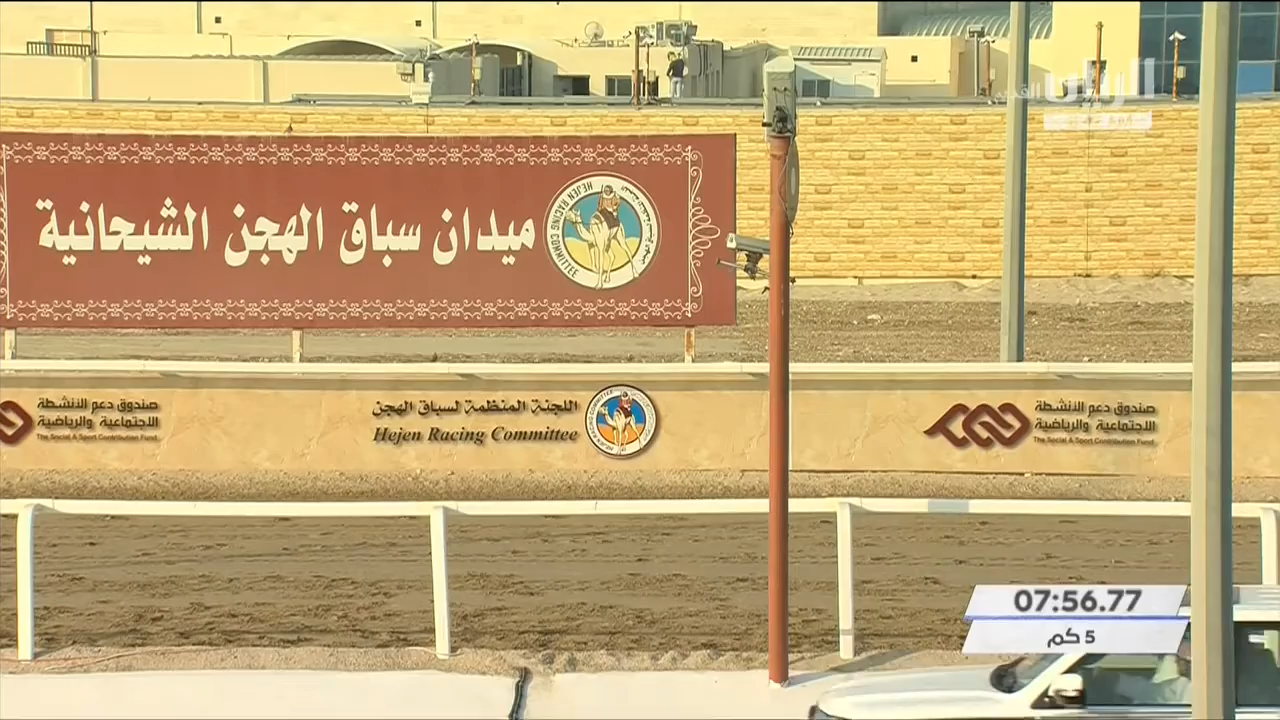 الريان
ميدان سباق الهجن الشيحانية
HEJEN RACING COMMITTEE
صندوق دعم الأنشطة
الاجتماعية والرياضية
The Social & Sport Contribution Fund
اللجنة المنظمة لسباق الهجن
Hejen Racing Committee
صندوق دعم الأنشطة
الاجتماعية والرياضية
The Social & Sport Contribution Fund
07:56.77
5 كم